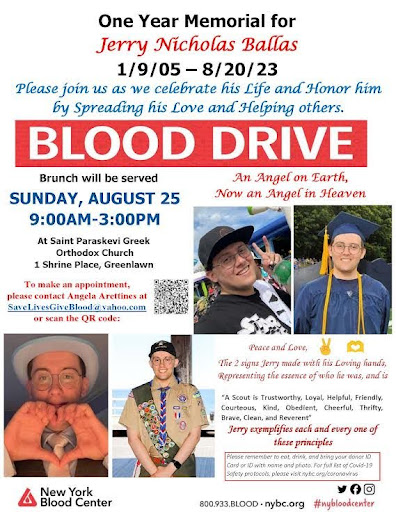 One Year Memorial for
Jerry Nicholas Ballas
1/9/05 – 8/20/23
Please join us as we celebrate his Life and Honor him
by Spreading his Love and Helping others.
BLOOD DRIVE
Brunch will be served
SUNDAY, AUGUST 25
9:00AM-3:00PM
At Saint Paraskevi Greek
Orthodox Church
1 Shrine Place, Greenlawn
To make an appointment,
please contact Angela Arettines at
SaveLivesGiveBlood@yahoo.com
or scan the QR code:
An Angel on Earth,
Now an Angel in Heaven
Peace and Love,
The 2 signs Jerry made with his Loving hands,
Representing the essence of who he was, and is
"A Scout is Trustworthy, Loyal, Helpful, Friendly,
Courteous, Kind, Obedient, Cheerful, Thrifty,
Brave, Clean, and Reverent"
Jerry exemplifies each and every one of
these principles
Please remember to eat, drink, and bring your donor ID
Card or ID with name and photo. For full list of Covid-19
Safety protocols, please visit nybc.org/coronavirus
New York
Blood Center
800.933.BLOOD • nybc.org
#nybloodcenter